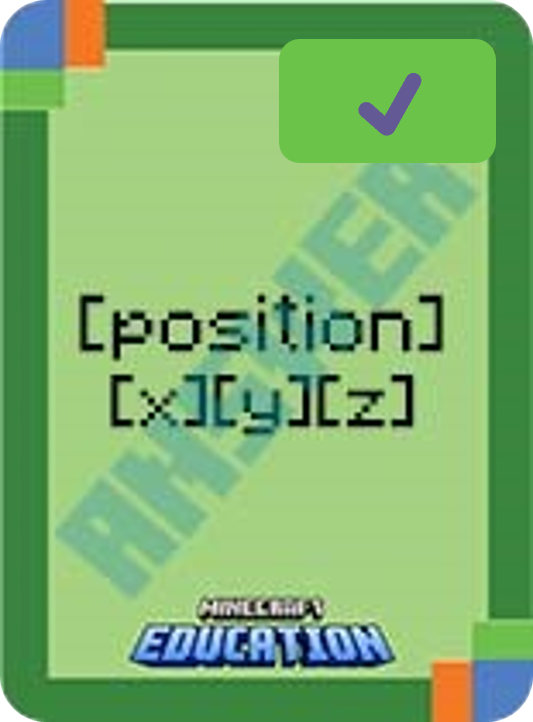 [position]
[x][y][z]
ANSWER
MINECRAFT
EDUCATION